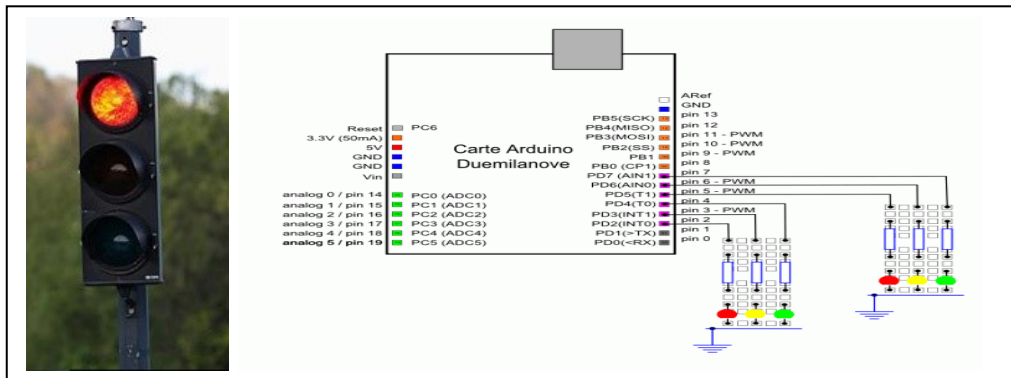 Reset
3.3V (50mA)
5V
GND
GND
Vin
analog 0 / pin 14
analog 1 / pin 15
analog 2 / pin 16
analog 3 / pin 17
analog 4 / pin 18
analog 5 / pin 19
PC6
PC0 (ADC0)
PC1 (ADC1)
PC2 (ADC2)
PC3 (ADC3)
PC4 (ADC4)
PC5 (ADC5)
Carte Arduino
Duemilanove
PB5(SCK)
PB4(MISO)
PB3(MOSI)
PB2(SS)
PB1
PB0 (CP1)
PD7 (AIN1)
PD6(AIN0)
PD5(T1)
PD4(T0)
PD3(INT1)
PD2(INT0)
PD1(>TX)
PD0(<RX)
ARef
GND
pin 13
pin 12
pin 11 - PWM
pin 10 - PWM
pin 9 - PWM
pin 8
pin 7
pin 6 - PWM
pin 5 - PWM
pin 4
pin 3 - PWM
pin 2
pin 1
pin 0